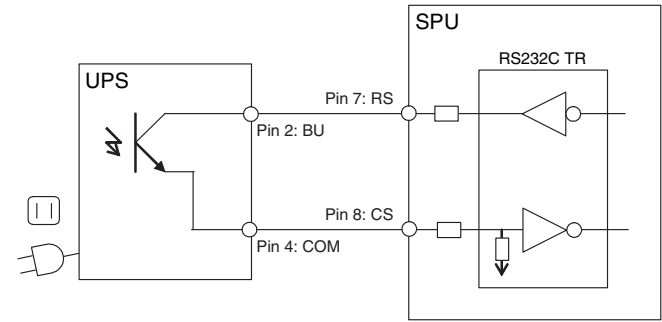 SPU
RS232C TR
UPS
Pin 7: RS
Pin 2: BU
Pin 8: CS
Pin 4: COM